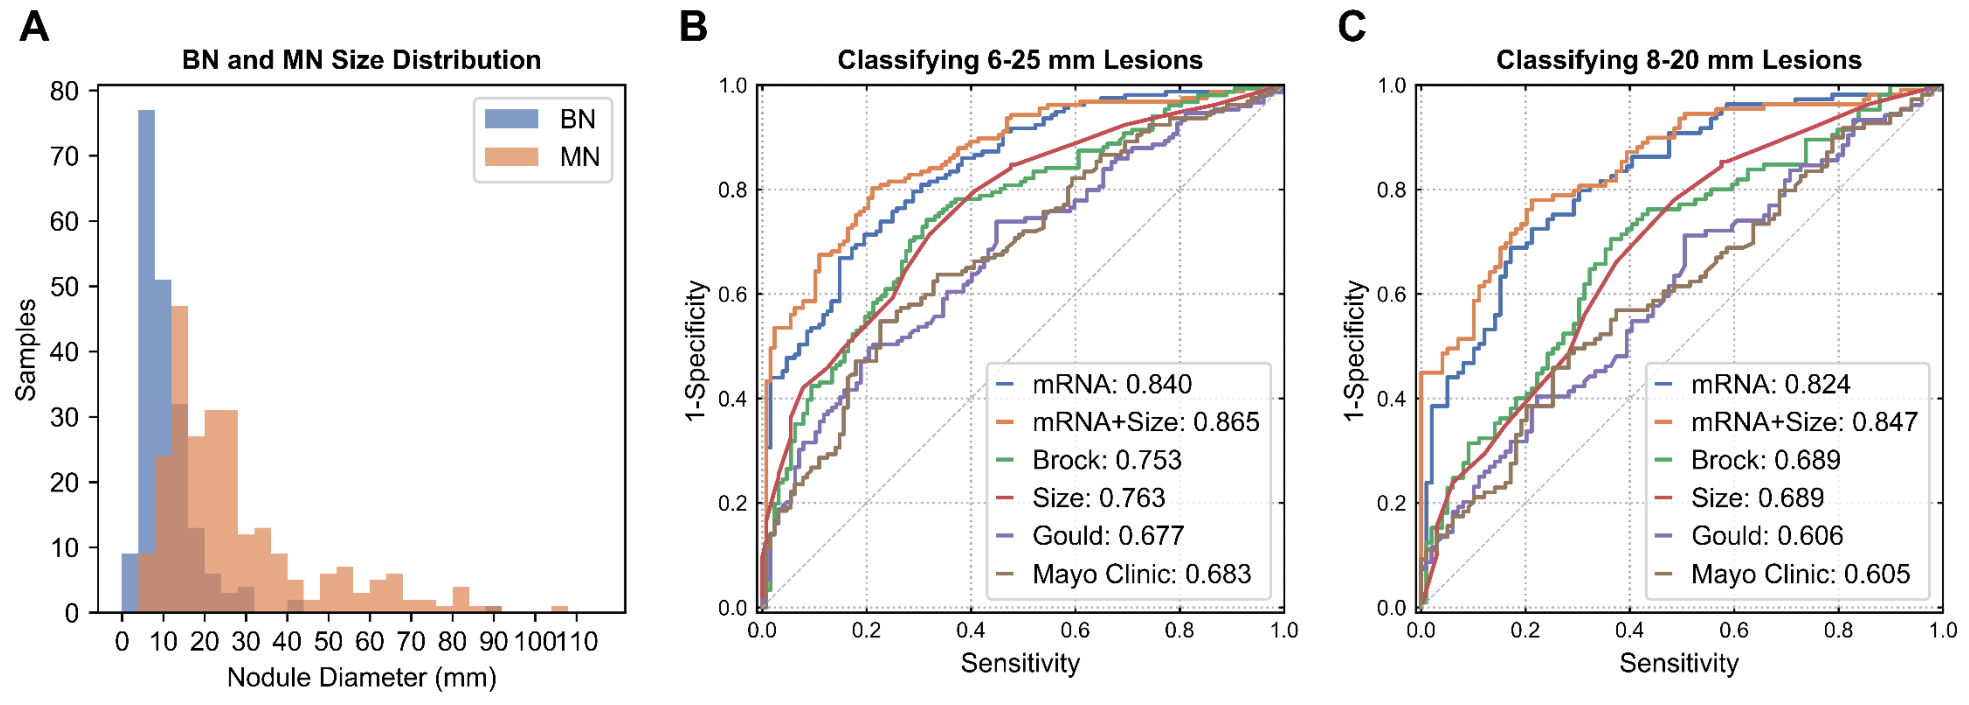 A
BN and MN Size Distribution
80
70
60
50
40
30
20
10
0
Samples
BN
MN
0 10 20 30 40 50 60 70 80 90 100110
Nodule Diameter (mm)
B
Classifying 6-25 mm Lesions
1.0
0.8
0.6
0.4
0.2
0.0
1-Specificity
mRNA: 0.840
mRNA+Size: 0.865
Brock: 0.753
Size: 0.763
Gould: 0.677
Mayo Clinic: 0.683
0.0 0.2 0.4 0.6 0.8 1.0
Sensitivity
C
Classifying 8-20 mm Lesions
1.0
0.8
0.6
0.4
0.2
0.0
1-Specificity
mRNA: 0.824
mRNA+Size: 0.847
Brock: 0.689
Size: 0.689
Gould: 0.606
Mayo Clinic: 0.605
0.0 0.2 0.4 0.6 0.8 1.0
Sensitivity